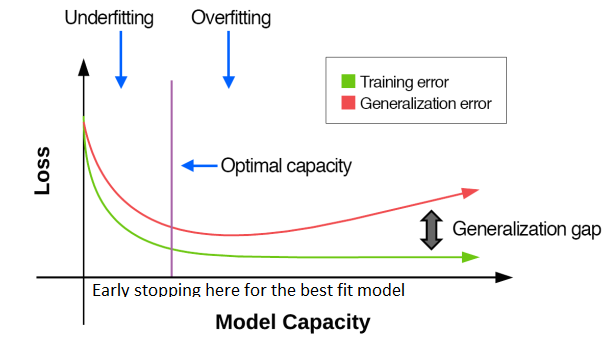 Underfitting
Overfitting
Training error
Generalization error
Optimal capacity
Loss
Generalization gap
Early stopping here for the best fit model
Model Capacity